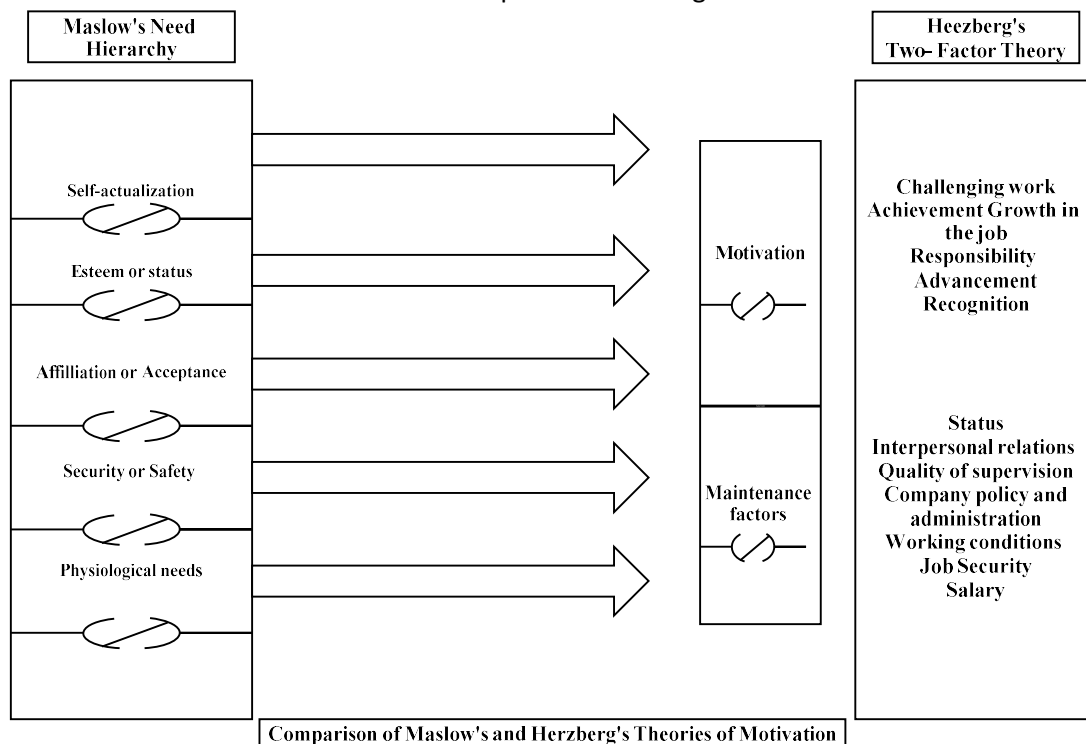 Maslow's Need
Hierarchy
Self-actualization
Esteem or status
Affilliation or Acceptance
Security or Safety
Physiological needs
Motivation
Maintenance
factors
Heezberg's
Two- Factor Theory
Challenging work
Achievement Growth in
the job
Responsibility
Advancement
Recognition
Status
Interpersonal relations
Quality of supervision
Company policy and
administration
Working conditions
Job Security
Salary
Comparison of Maslow's and Herzberg's Theories of Motivation